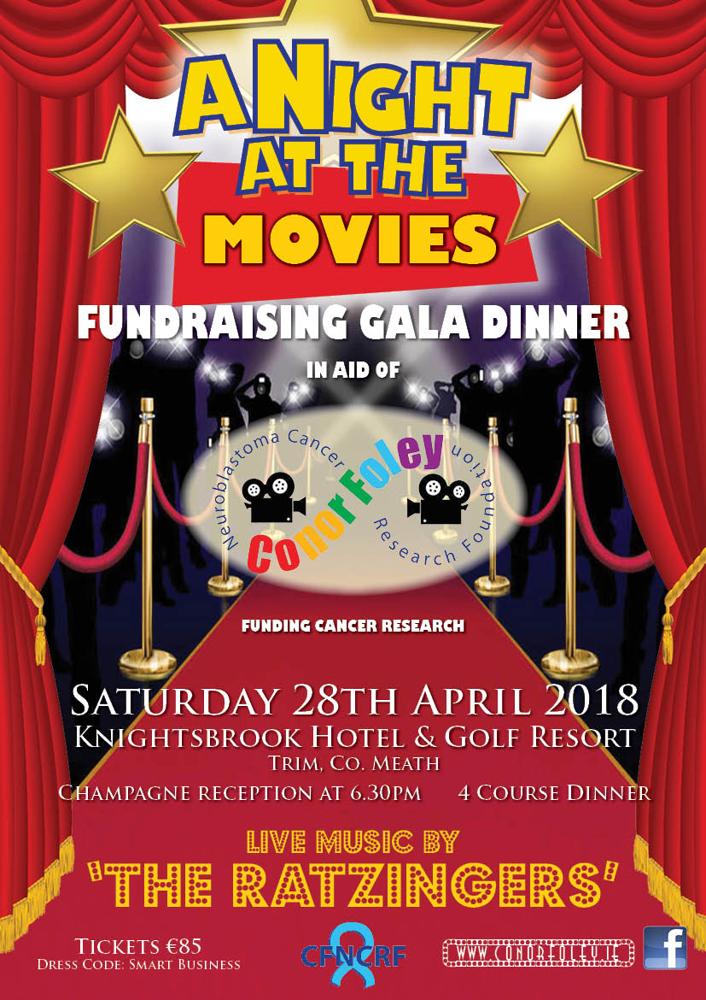 A NIGHT
AT THE
MOVIES
FUNDRAISING GALA DINNER
IN AID OF
Neuroblastoma Cancer
Conor Foley
Research Foundation
FUNDING CANCER RESEARCH
SATURDAY 28TH APRIL 2018
KNIGHTSBROOK HOTEL & GOLF RESORT
TRIM, CO. MEATH
CHAMPAGNE RECEPTION AT 6.30PM 4 COURSE DINNER
LIVE MUSIC BY
'THE RATZINGERS'
TICKETS €85
DRESS CODE: SMART BUSINESS
CFNCRF
WWW.CONORFOLEY.IE
f